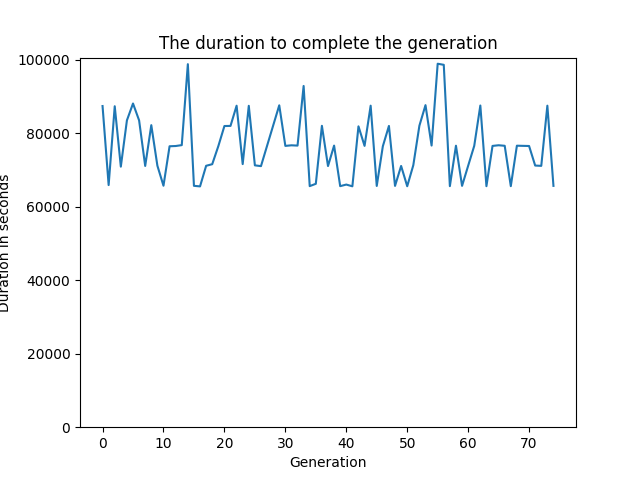 The duration to complete the generation
100000
80000
60000
40000
20000
0
Duration in seconds
0 10 20 30 40 50 60 70
Generation